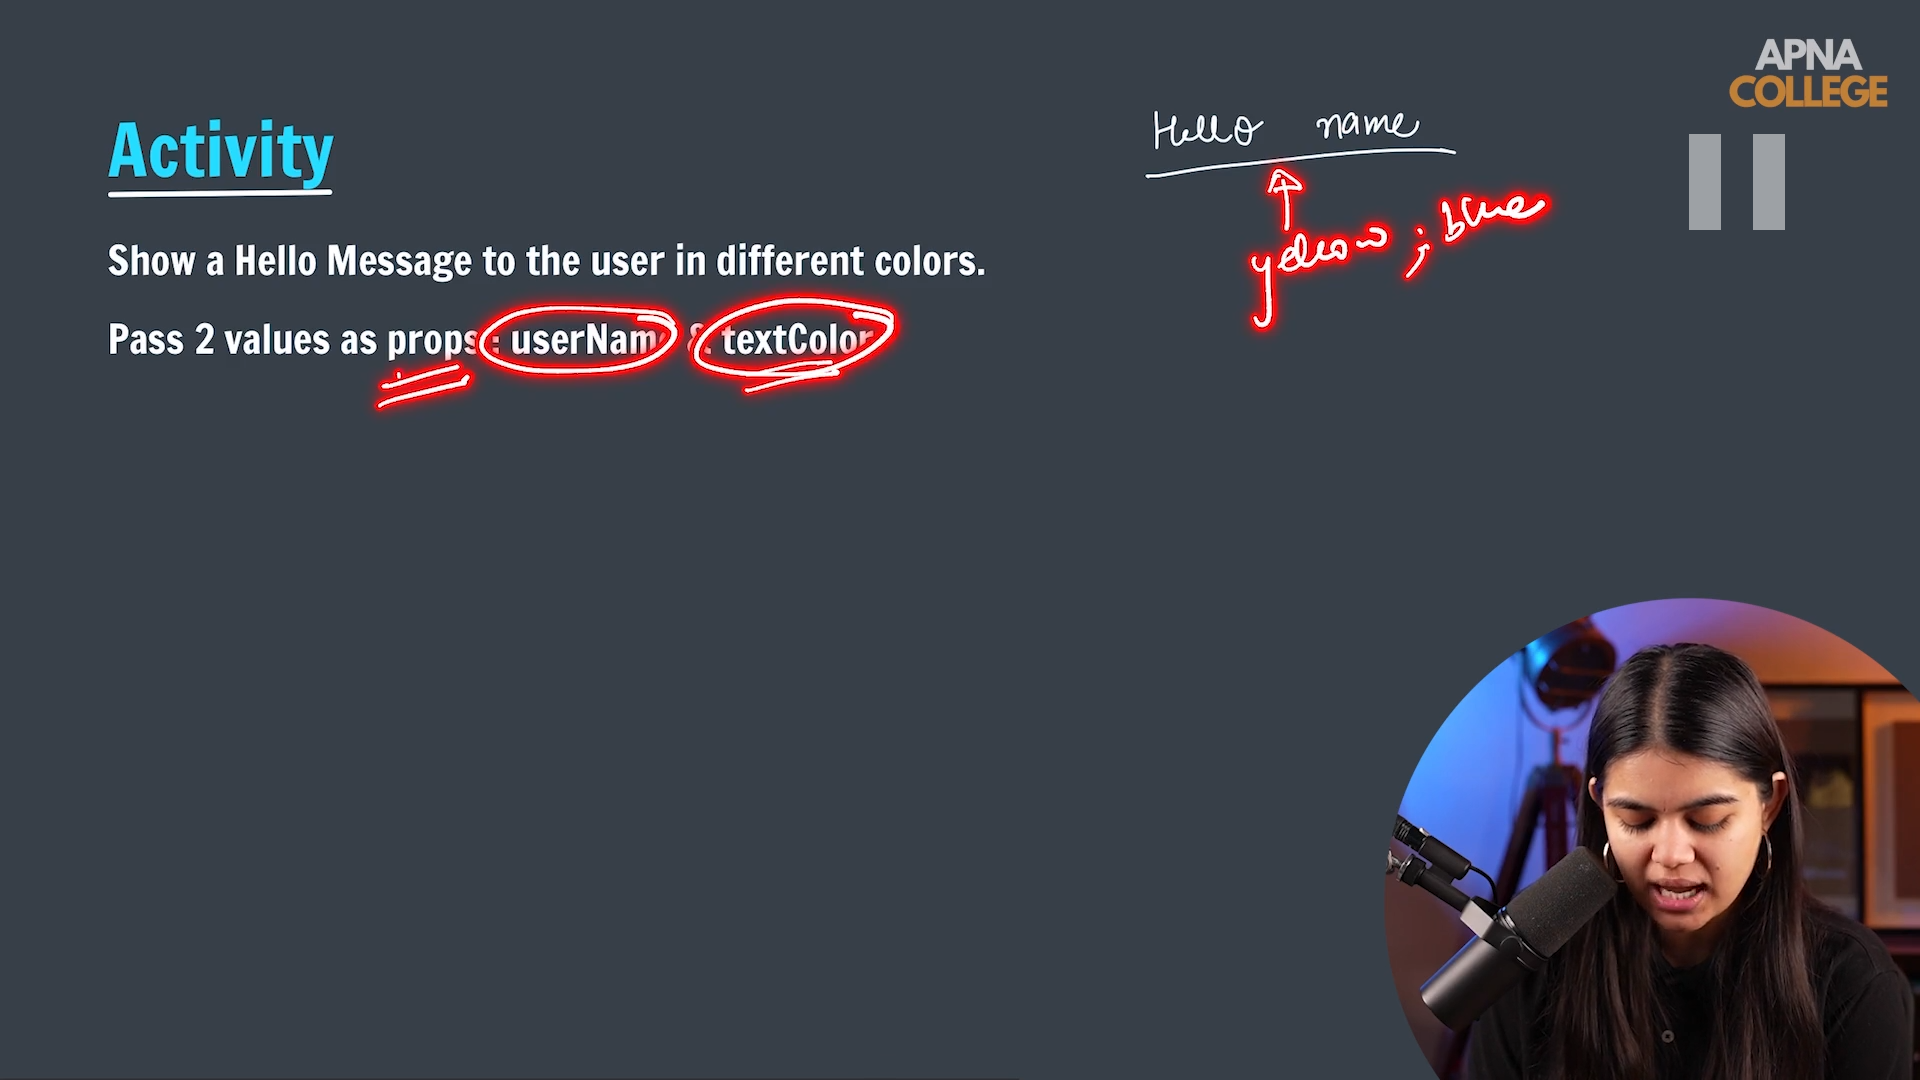 APNA
COLLEGE
Activity
Hello name
yellow, blue
Show a Hello Message to the user in different colors.
Pass 2 values as props: userName & textColor